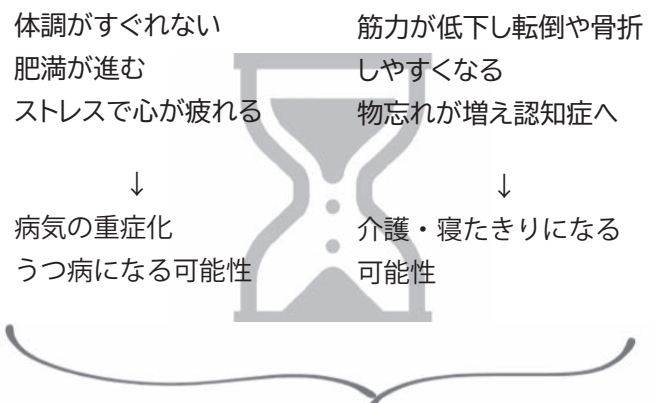 体調がすぐれない
肥満が進む
ストレスで心が疲れる
↓
病気の重症化
うつ病になる可能性
筋力が低下し転倒や骨折
しやすくなる
物忘れが増え認知症へ
↓
介護・寝たきりになる
可能性